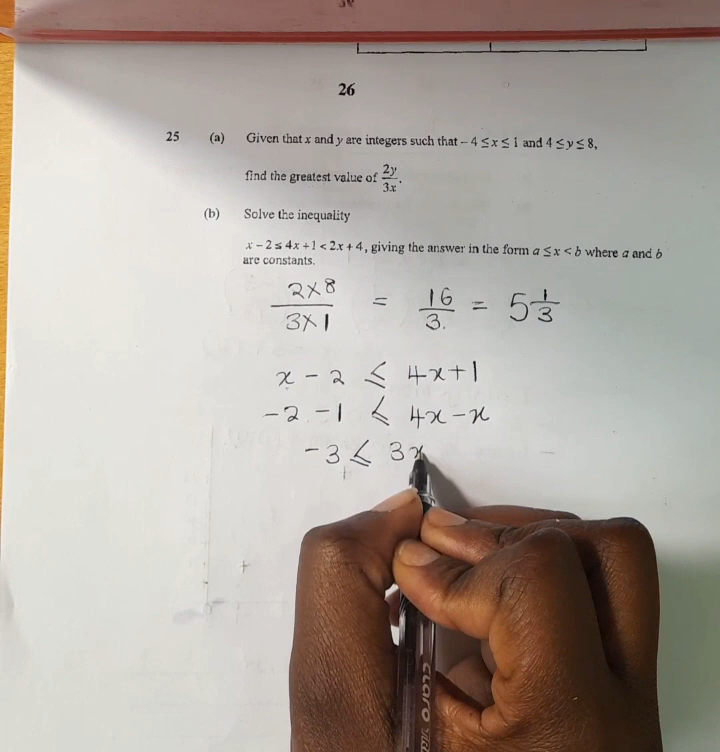 26
25 (a) Given that x and y are integers such that – 4 ≤ x ≤ 1 and 4 ≤ y ≤ 8,
find the greatest value of 2y/3x.
(b) Solve the inequality
x – 2 ≤ 4x + 1 < 2x + 4, giving the answer in the form a ≤ x < b where a and b
are constants.
2×8/3×1 = 16/3. = 5 1/3
x - 2 ≤ 4x+1
-2 -1 ≤ 4x-x
-3 ≤ 3x
claro